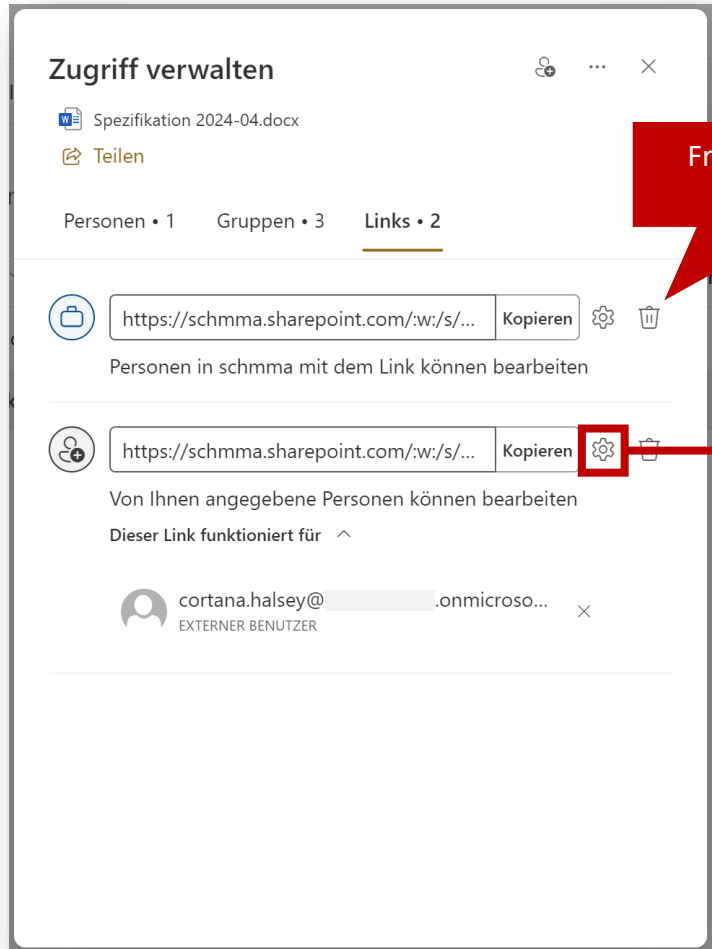 Zugriff verwalten
Spezifikation 2024-04.docx
Teilen
Personen • 1 Gruppen • 3 Links • 2
https://schmma.sharepoint.com/:w:/s/... Kopieren
Personen in schmma mit dem Link können bearbeiten
https://schmma.sharepoint.com/:w:/s/... Kopieren
Von Ihnen angegebene Personen können bearbeiten
Dieser Link funktioniert für
cortana.halsey@ .onmicroso...
EXTERNER BENUTZER